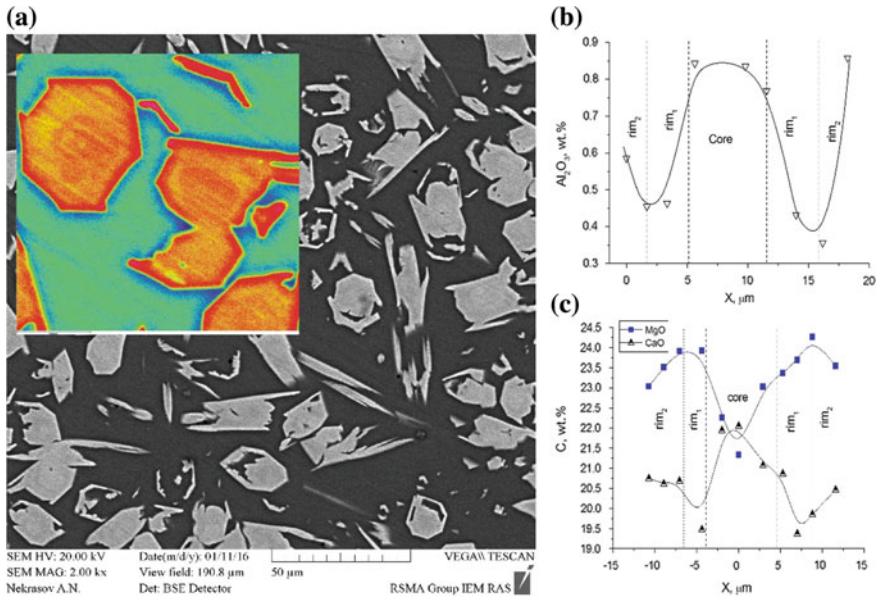 (a)
SEM HV: 20.00 kV
Date(m/d/y): 01/11/16
VEGA\\ TESCAN
SEM MAG: 2.00 kx
View field: 190.8 µm
50 µm
Nekrasov A.N.
Det: BSE Detector
RSMA Group IEM RAS
(b)
0.9
0.8
0.7
0.6
0.5
0.4
0.3
Al₂O₃, wt.%
rim₂
rim₁
Core
rim₁
rim₂
0 5 10 15 20
X, µm
(c)
24.5
24.0
23.5
23.0
22.5
22.0
21.5
21.0
20.5
20.0
19.5
19.0
C, wt.%
MgO
CaO
rim₂
rim₁
core
rim₁
rim₂
-15 -10 -5 0 5 10 15
X, µm